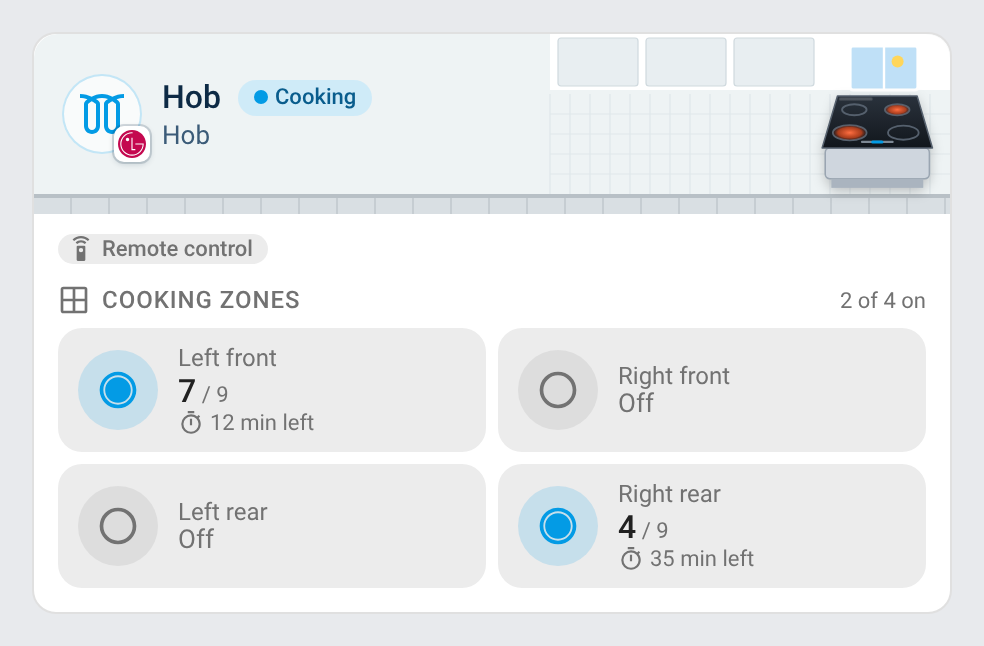 Hob
Cooking
Hob
Remote control
COOKING ZONES
2 of 4 on
Left front
7 / 9
12 min left
Right front
Off
Left rear
Off
Right rear
4 / 9
35 min left